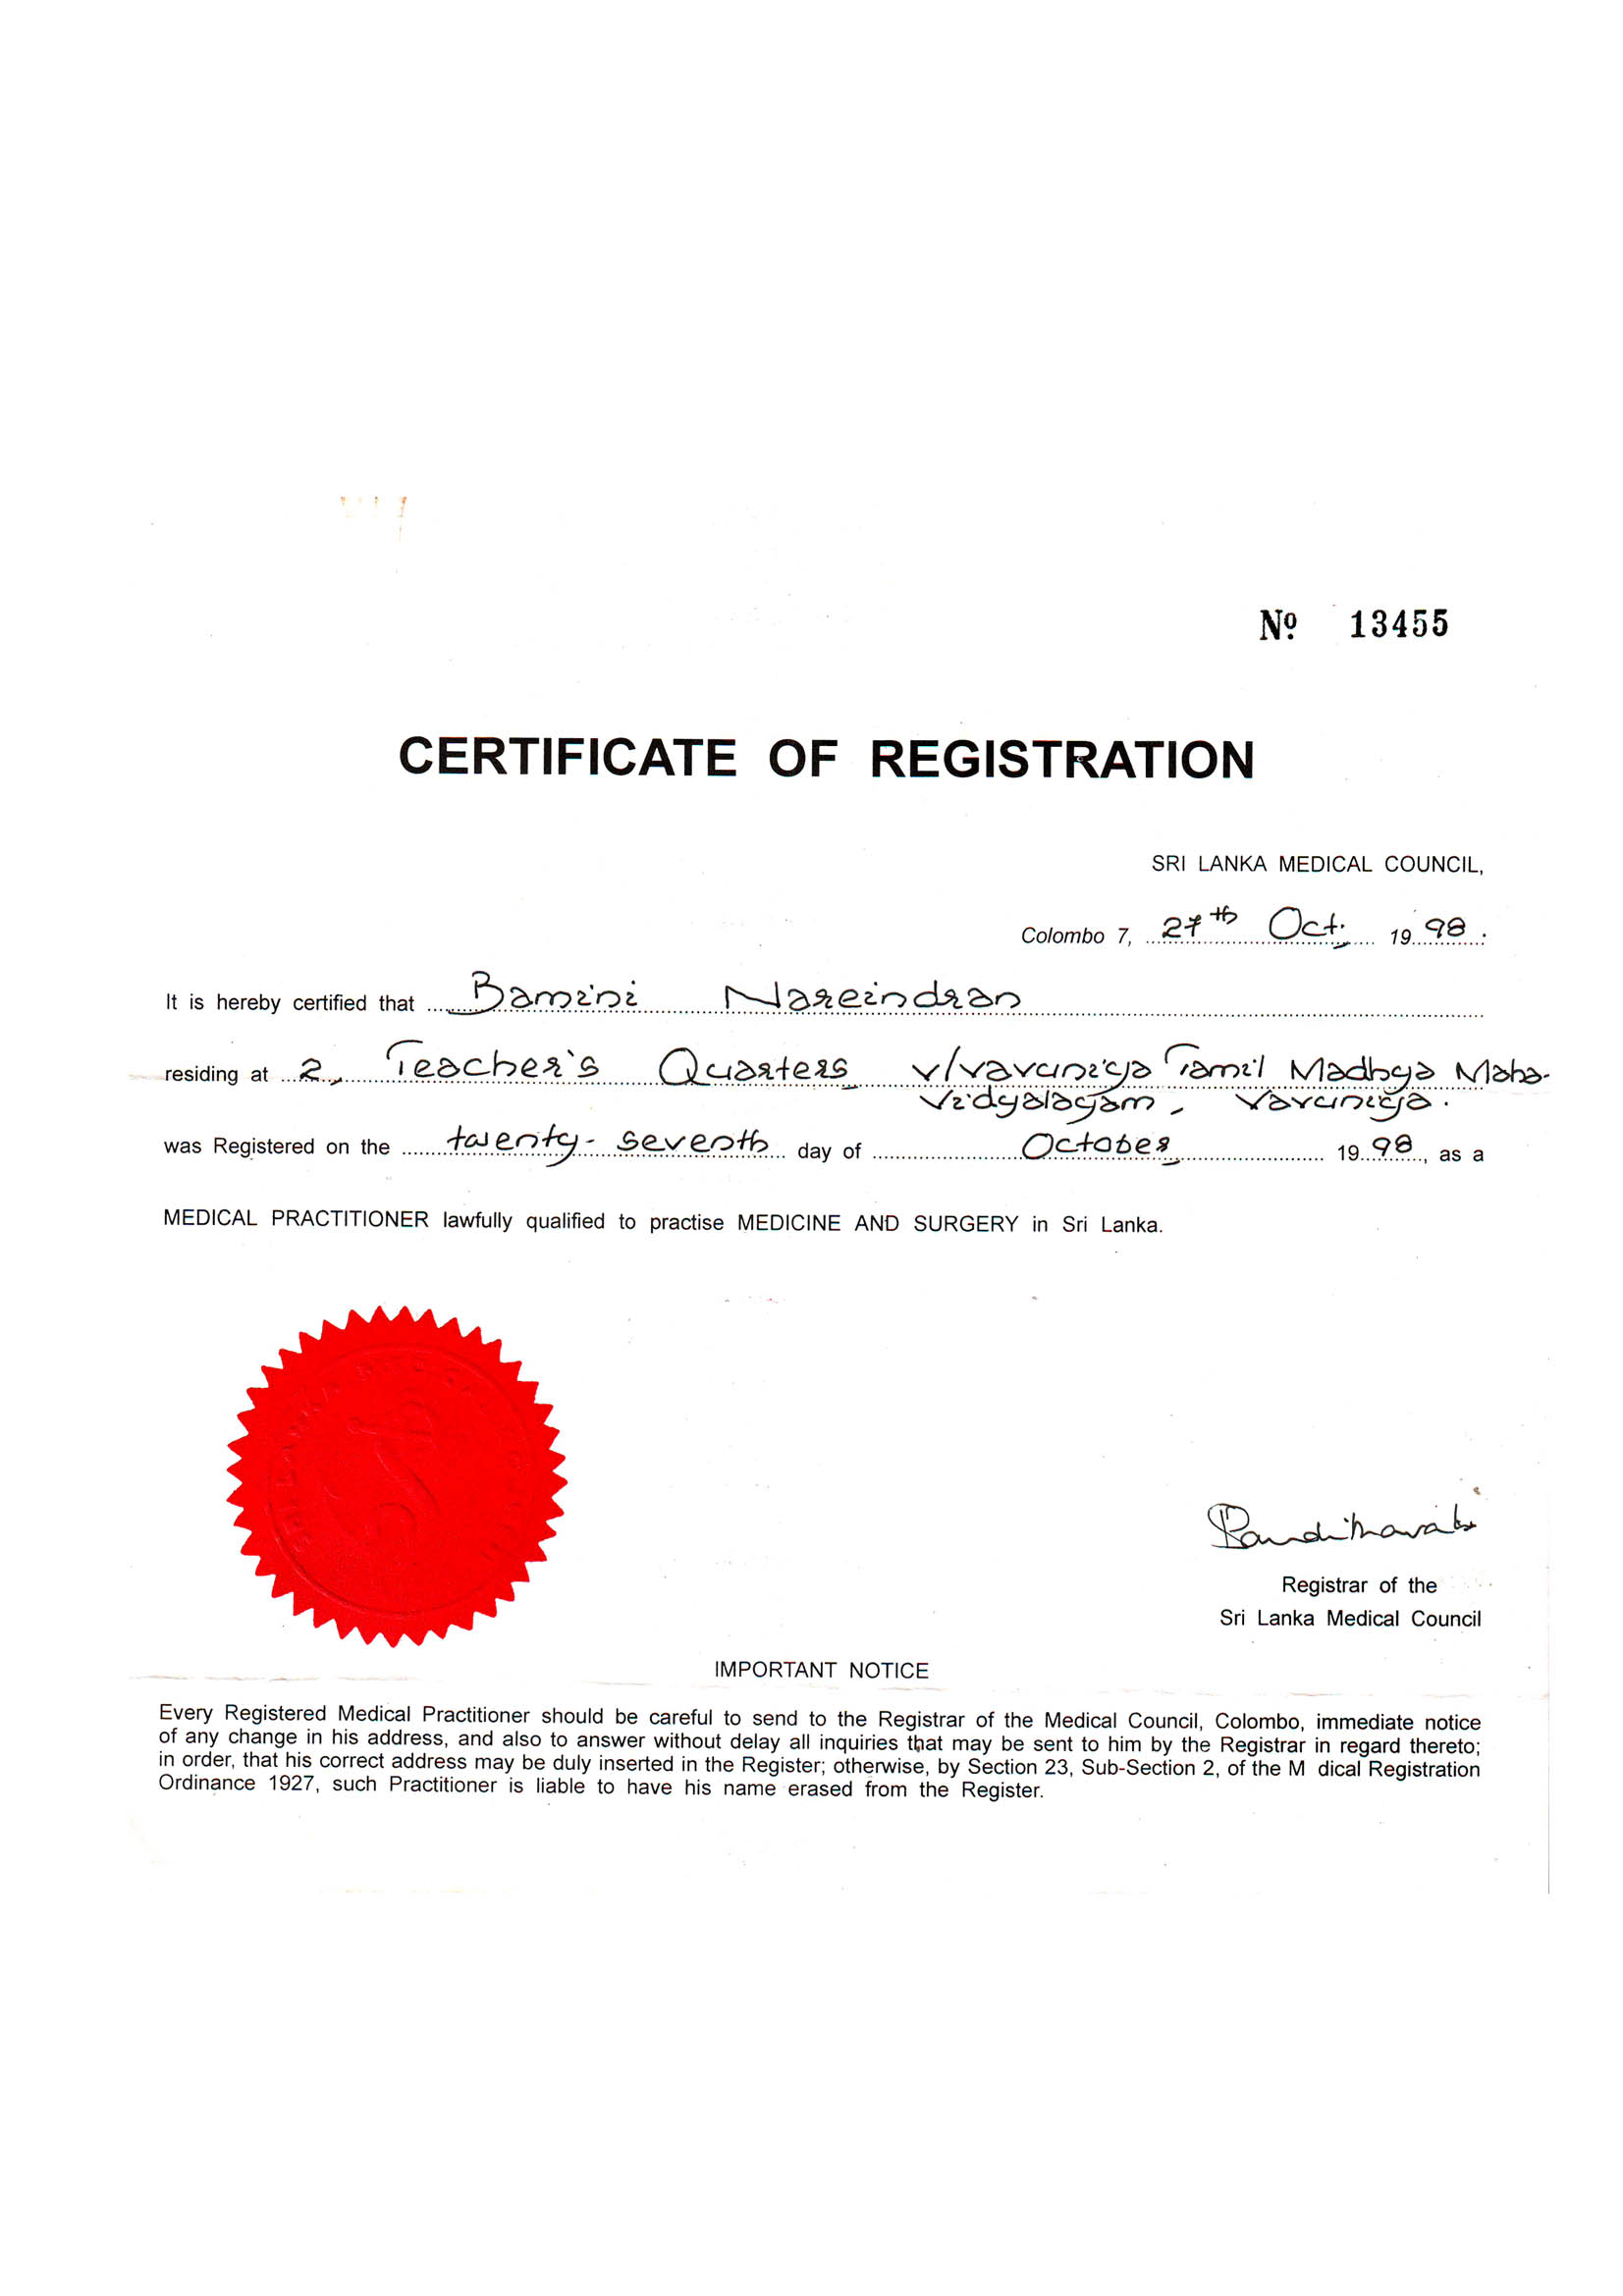 Nº 13455
CERTIFICATE OF REGISTRATION
SRI LANKA MEDICAL COUNCIL,
Colombo 7, 27th Oct. 1998.
It is hereby certified that Bamini Nareindran
residing at 2, Teacher's Quarters V/Vavuniya Tamil Madhya Maha-
Vidyalayam, Vavuniya.
was Registered on the twenty-seventh day of October 1998, as a
MEDICAL PRACTITIONER lawfully qualified to practise MEDICINE AND SURGERY in Sri Lanka.
Registrar of the
Sri Lanka Medical Council
IMPORTANT NOTICE
Every Registered Medical Practitioner should be careful to send to the Registrar of the Medical Council, Colombo, immediate notice
of any change in his address, and also to answer without delay all inquiries that may be sent to him by the Registrar in regard thereto;
in order, that his correct address may be duly inserted in the Register; otherwise, by Section 23, Sub-Section 2, of the M dical Registration
Ordinance 1927, such Practitioner is liable to have his name erased from the Register.